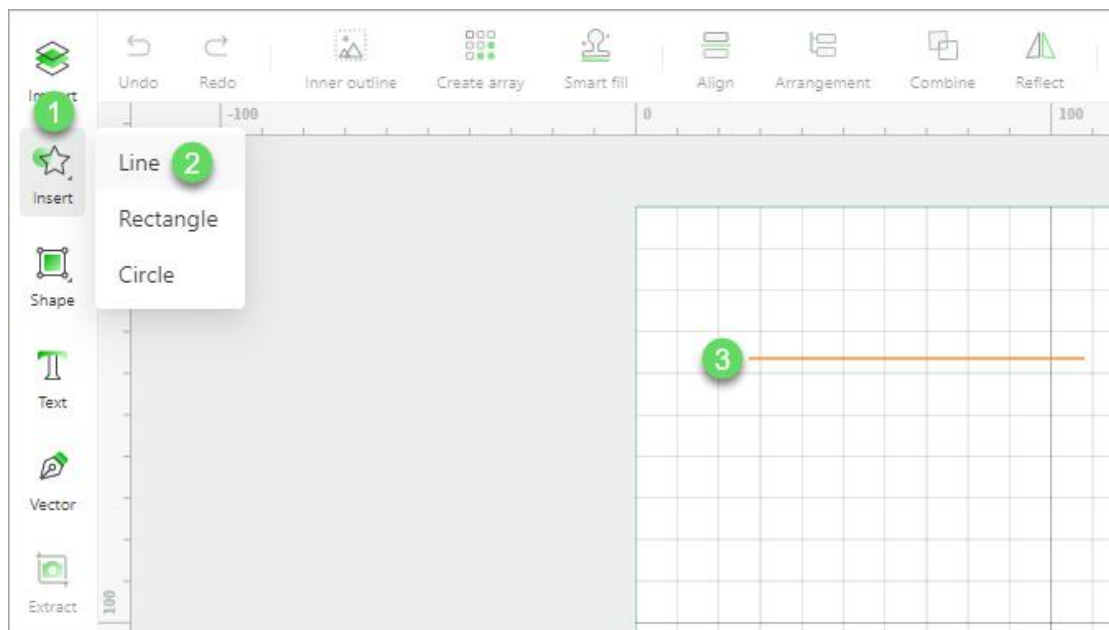 Import
Undo
Redo
Inner outline
Create array
Smart fill
Align
Arrangement
Combine
Reflect
1
-100
0
100
Insert
Line 2
Rectangle
Circle
Shape
3
Text
Vector
Extract
100